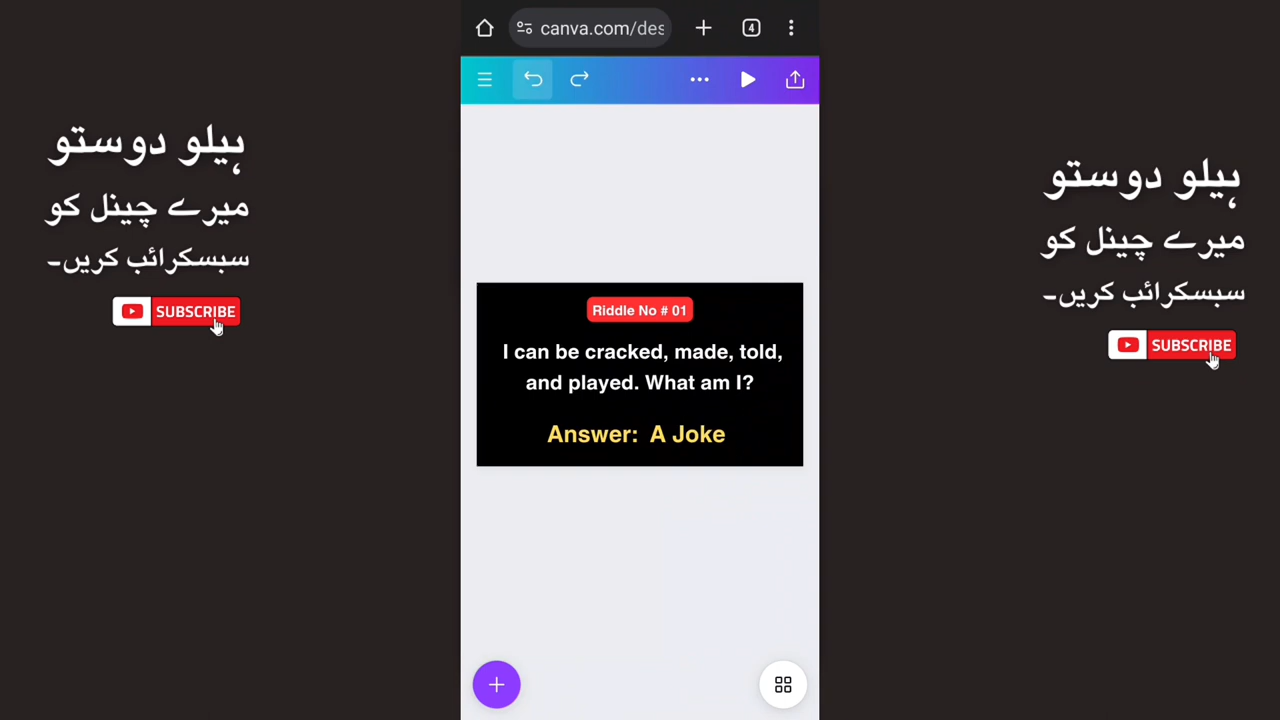 canva.com/des
4
ہیلو دوستو
میرے چینل کو
سبسکرائب کریں۔
SUBSCRIBE
Riddle No # 01
I can be cracked, made, told,
and played. What am I?
Answer: A Joke
ہیلو دوستو
میرے چینل کو
سبسکرائب کریں۔
SUBSCRIBE